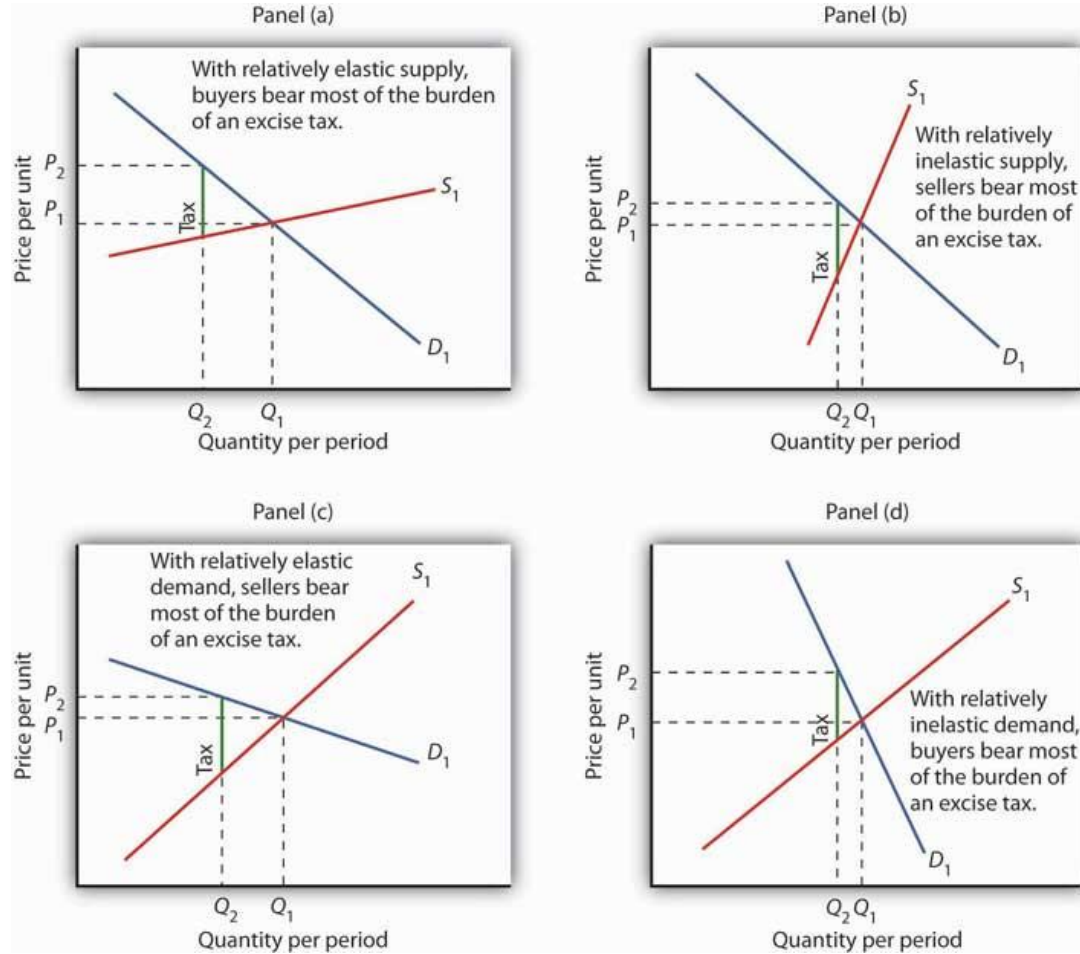 Panel (a)
With relatively elastic supply,
buyers bear most of the burden
of an excise tax.
Price per unit
P2
P1
Tax
S1
D1
Q2
Q1
Quantity per period
Panel (b)
S1
With relatively
inelastic supply,
sellers bear most
of the burden of
an excise tax.
Price per unit
P2
P1
Tax
D1
Q2
Q1
Quantity per period
Panel (c)
With relatively elastic
demand, sellers bear
most of the burden
of an excise tax.
S1
Price per unit
P2
P1
Tax
D1
Q2
Q1
Quantity per period
Panel (d)
S1
Price per unit
P2
P1
Tax
With relatively
inelastic demand,
buyers bear most
of the burden of
an excise tax.
D1
Q2
Q1
Quantity per period